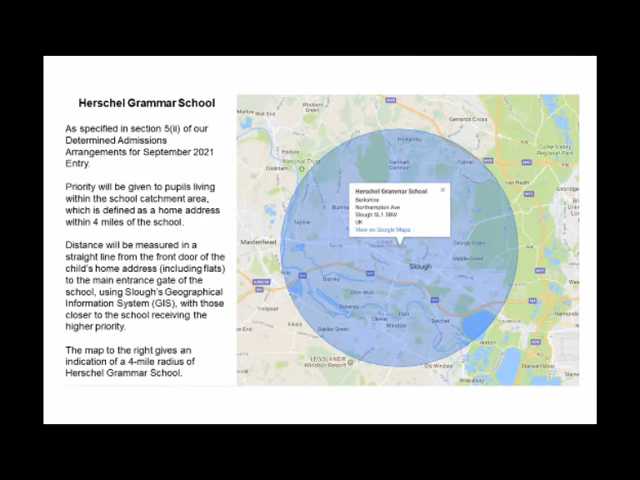 Herschel Grammar School
As specified in section 5(ii) of our
Determined Admissions
Arrangements for September 2021
Entry.
Priority will be given to pupils living
within the school catchment area,
which is defined as a home address
within 4 miles of the school.
Distance will be measured in a
straight line from the front door of the
child's home address (including flats)
to the main entrance gate of the
school, using Slough's Geographical
Information System (GIS), with those
closer to the school receiving the
higher priority.
The map to the right gives an
indication of a 4-mile radius of
Herschel Grammar School.
Herschel Grammar School
Berkshire
Northampton Ave
Slough SL1 3BW
UK
View on Google Maps
Gerrards Cross
National Trust
Maidenhead
Slough
Windsor
Datchet
LEGOLAND
Windsor Resort
Old Windsor